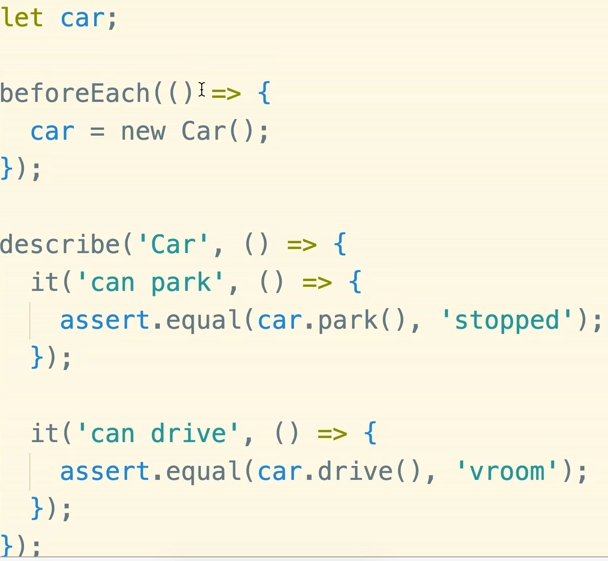 let car;
beforeEach(() => {
  car = new Car();
});
describe('Car', () => {
  it('can park', () => {
    assert.equal(car.park(), 'stopped');
  });
  it('can drive', () => {
    assert.equal(car.drive(), 'vroom');
  });
});